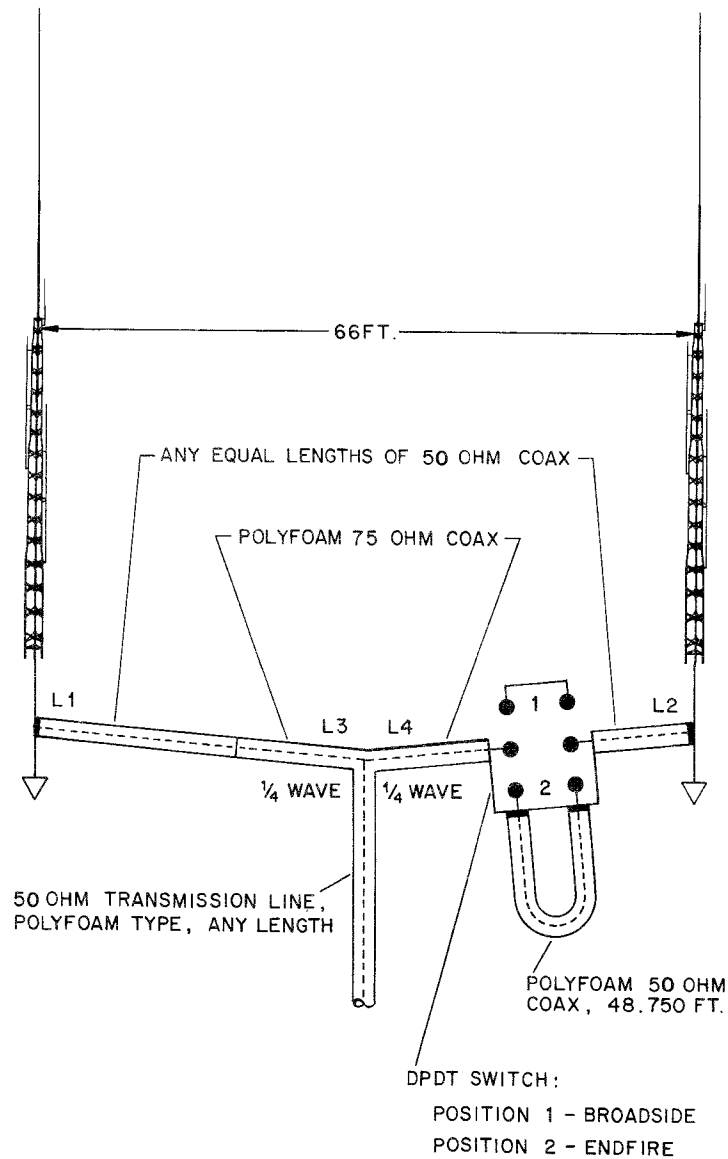 66FT.
ANY EQUAL LENGTHS OF 50 OHM COAX
POLYFOAM 75 OHM COAX
L1
L3
L4
1
L2
1/4 WAVE
1/4 WAVE
2
50 OHM TRANSMISSION LINE,
POLYFOAM TYPE, ANY LENGTH
POLYFOAM 50 OHM
COAX, 48.750 FT.
DPDT SWITCH:
POSITION 1 - BROADSIDE
POSITION 2 - ENDFIRE